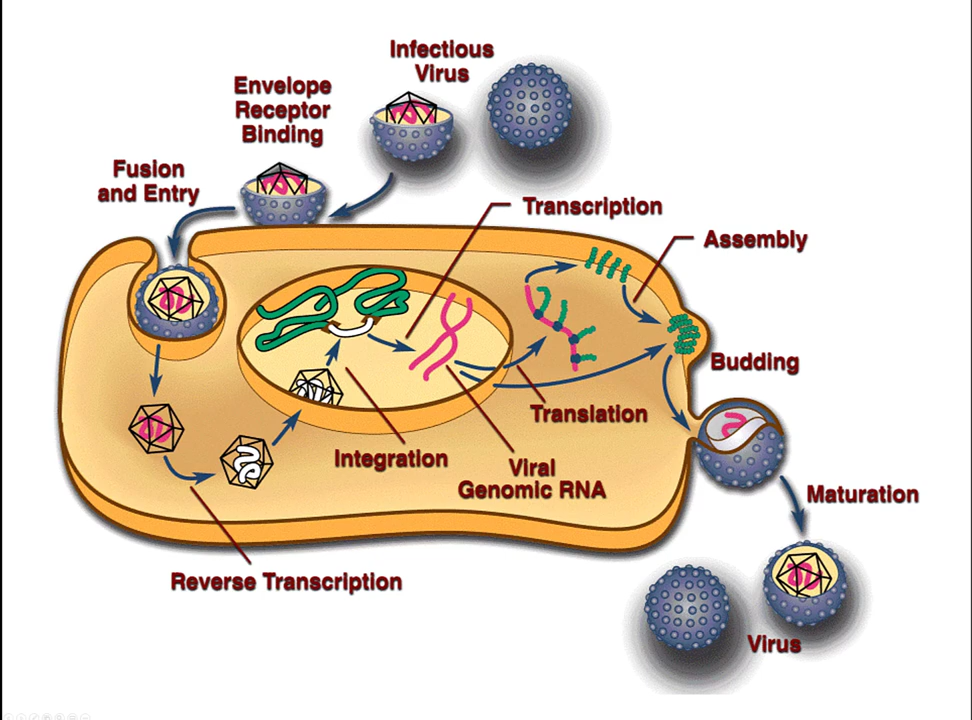 Infectious
Virus
Envelope
Receptor
Binding
Fusion
and Entry
Transcription
Assembly
Budding
Translation
Integration
Viral
Genomic RNA
Maturation
Reverse Transcription
Virus